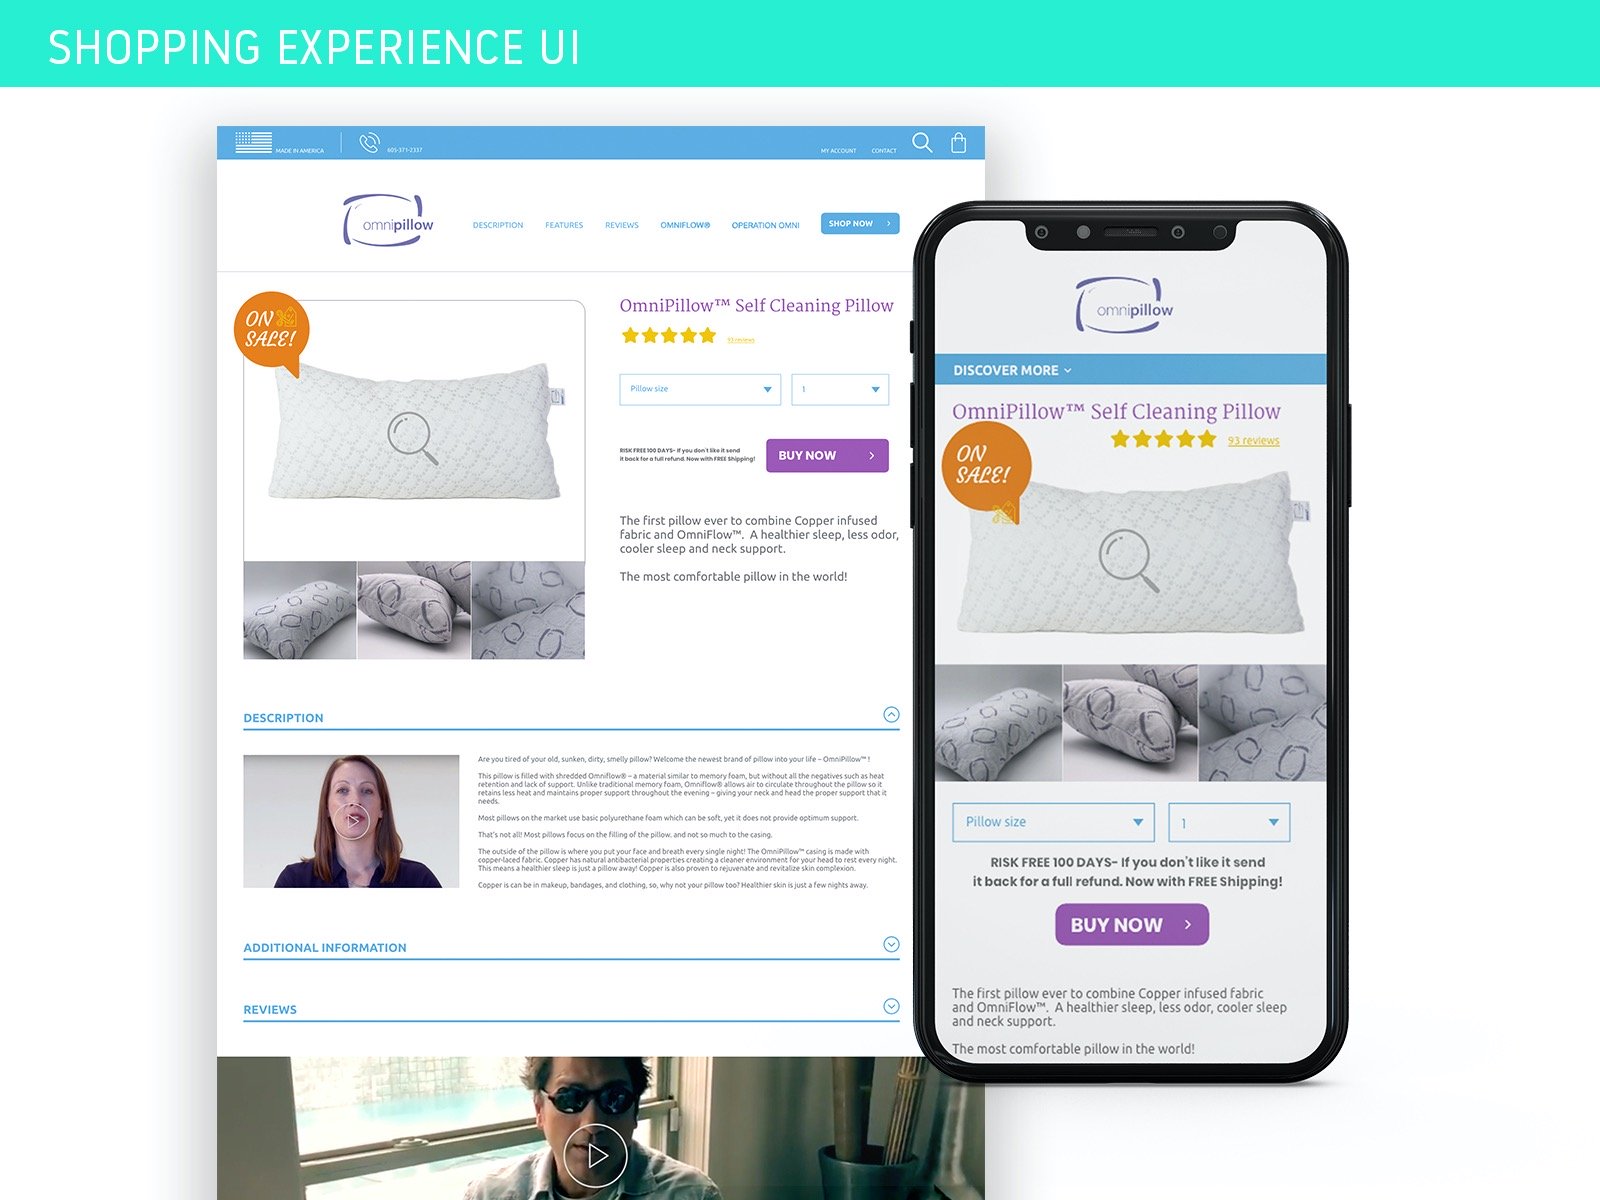 SHOPPING EXPERIENCE UI
MADE IN AMERICA
605-371-2337
MY ACCOUNT
CONTACT
omnipillow
DESCRIPTION
FEATURES
REVIEWS
OMNIFLOW®
OPERATION OMNI
SHOP NOW
ON
SALE!
OmniPillow™ Self Cleaning Pillow
93 reviews
Pillow size
1
RISK FREE 100 DAYS- If you don't like it send
it back for a full refund. Now with FREE Shipping!
BUY NOW
The first pillow ever to combine Copper infused
fabric and OmniFlow™. A healthier sleep, less odor,
cooler sleep and neck support.
The most comfortable pillow in the world!
DESCRIPTION
Are you tired of your old, sunken, dirty, smelly pillow? Welcome the newest brand of pillow into your life – OmniPillow™ !
This pillow is filled with shredded Omniflow® – a material similar to memory foam, but without all the negatives such as heat
retention and lack of support. Unlike traditional memory foam, Omniflow® allows air to circulate throughout the pillow so it
retains less heat and maintains proper support throughout the evening – giving your neck and head the proper support that it
needs.
Most pillows on the market use basic polyurethane foam which can be soft, yet it does not provide optimum support.
That's not all! Most pillows focus on the filling of the pillow. and not so much to the casing.
The outside of the pillow is where you put your face and breath every single night! The OmniPillow™ casing is made with
copper-laced fabric. Copper has natural antibacterial properties creating a cleaner environment for your head to rest every night.
This means a healthier sleep is just a pillow away! Copper is also proven to rejuvenate and revitalize skin complexion.
Copper is can be in makeup, bandages, and clothing, so, why not your pillow too? Healthier skin is just a few nights away.
ADDITIONAL INFORMATION
REVIEWS
omnipillow
DISCOVER MORE
OmniPillow™ Self Cleaning Pillow
93 reviews
ON
SALE!
Pillow size
1
RISK FREE 100 DAYS- If you don't like it send
it back for a full refund. Now with FREE Shipping!
BUY NOW
The first pillow ever to combine Copper infused fabric
and OmniFlow™. A healthier sleep, less odor, cooler sleep
and neck support.
The most comfortable pillow in the world!